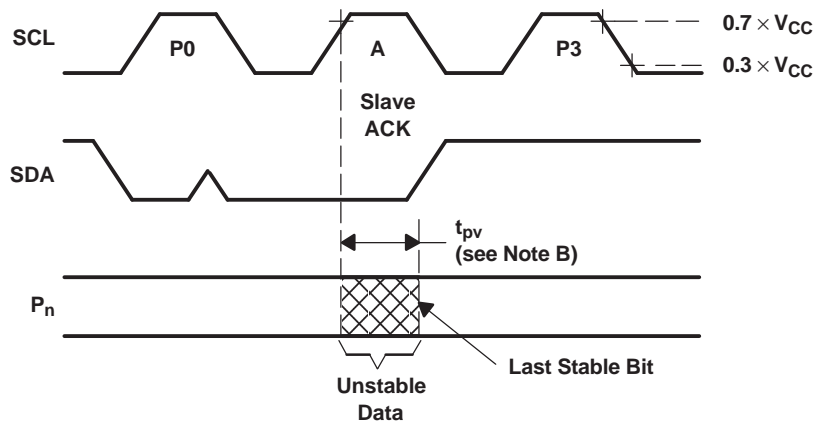 SCL
P0
A
P3
0.7 × VCC
0.3 × VCC
Slave
ACK
SDA
tpv
(see Note B)
Pn
Last Stable Bit
Unstable
Data